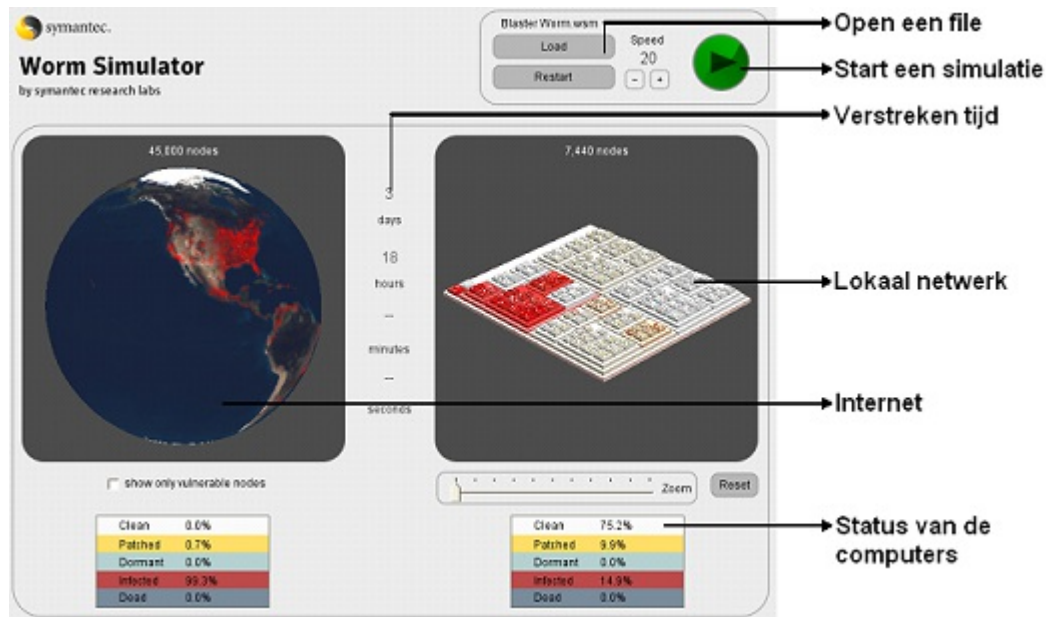 symantec.
Worm Simulator
by symantec research labs
Blaster Worm.wsm
Load
Restart
Speed
20
- +
Open een file
Start een simulatie
Verstreken tijd
45,000 nodes
3
days
18
hours
--
minutes
--
seconds
7,440 nodes
Lokaal netwerk
Internet
show only vulnerable nodes
Zoom
Reset
Clean 0.0%
Patched 0.7%
Dormant 0.0%
Infected 99.3%
Dead 0.0%
Clean 75.2%
Patched 9.9%
Dormant 0.0%
Infected 14.9%
Dead 0.0%
Status van de
computers